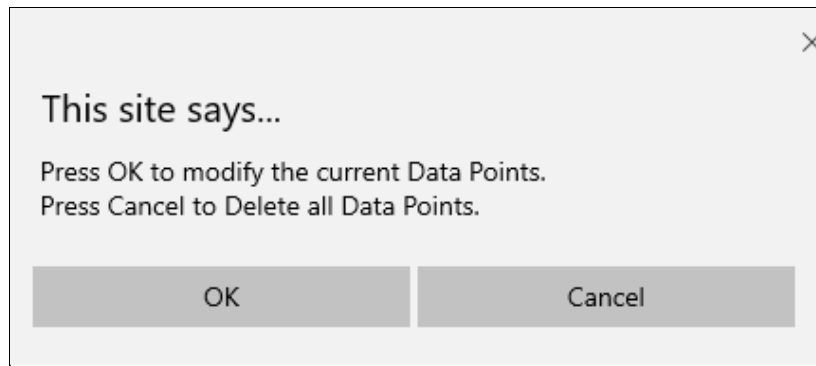 This site says...
Press OK to modify the current Data Points.
Press Cancel to Delete all Data Points.
OK
Cancel